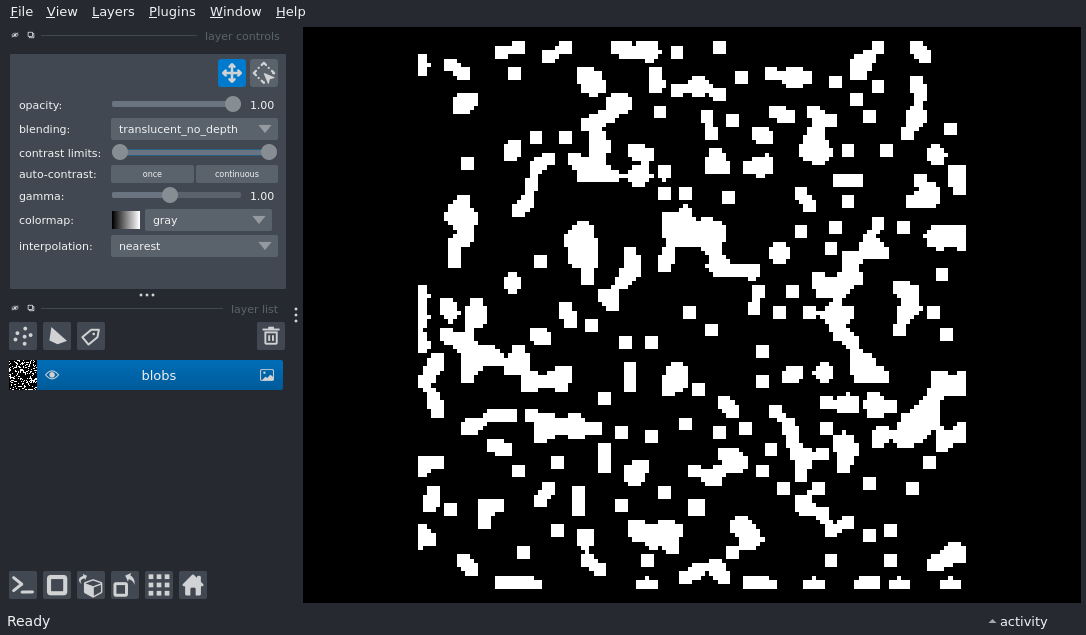 File View Layers Plugins Window Help
layer controls
opacity: 1.00
blending: translucent_no_depth
contrast limits:
auto-contrast: once continuous
gamma: 1.00
colormap: gray
interpolation: nearest
layer list
blobs
Ready activity